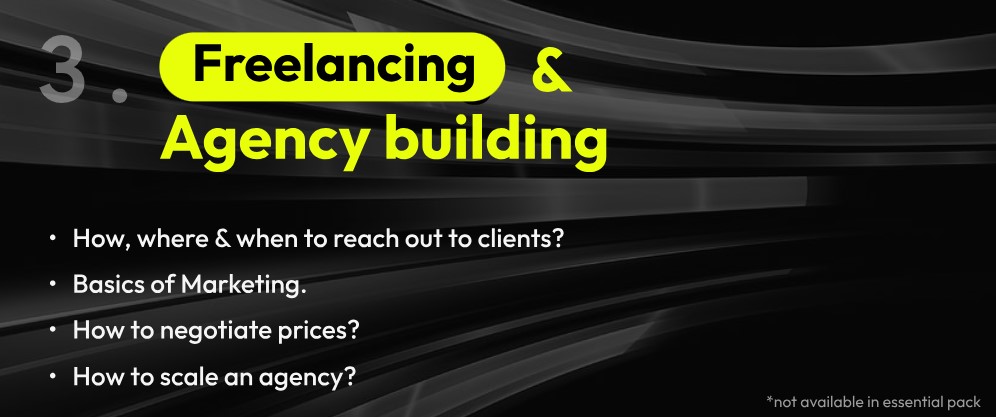 3. Freelancing &
Agency building
• How, where & when to reach out to clients?
• Basics of Marketing.
• How to negotiate prices?
• How to scale an agency?
*not available in essential pack